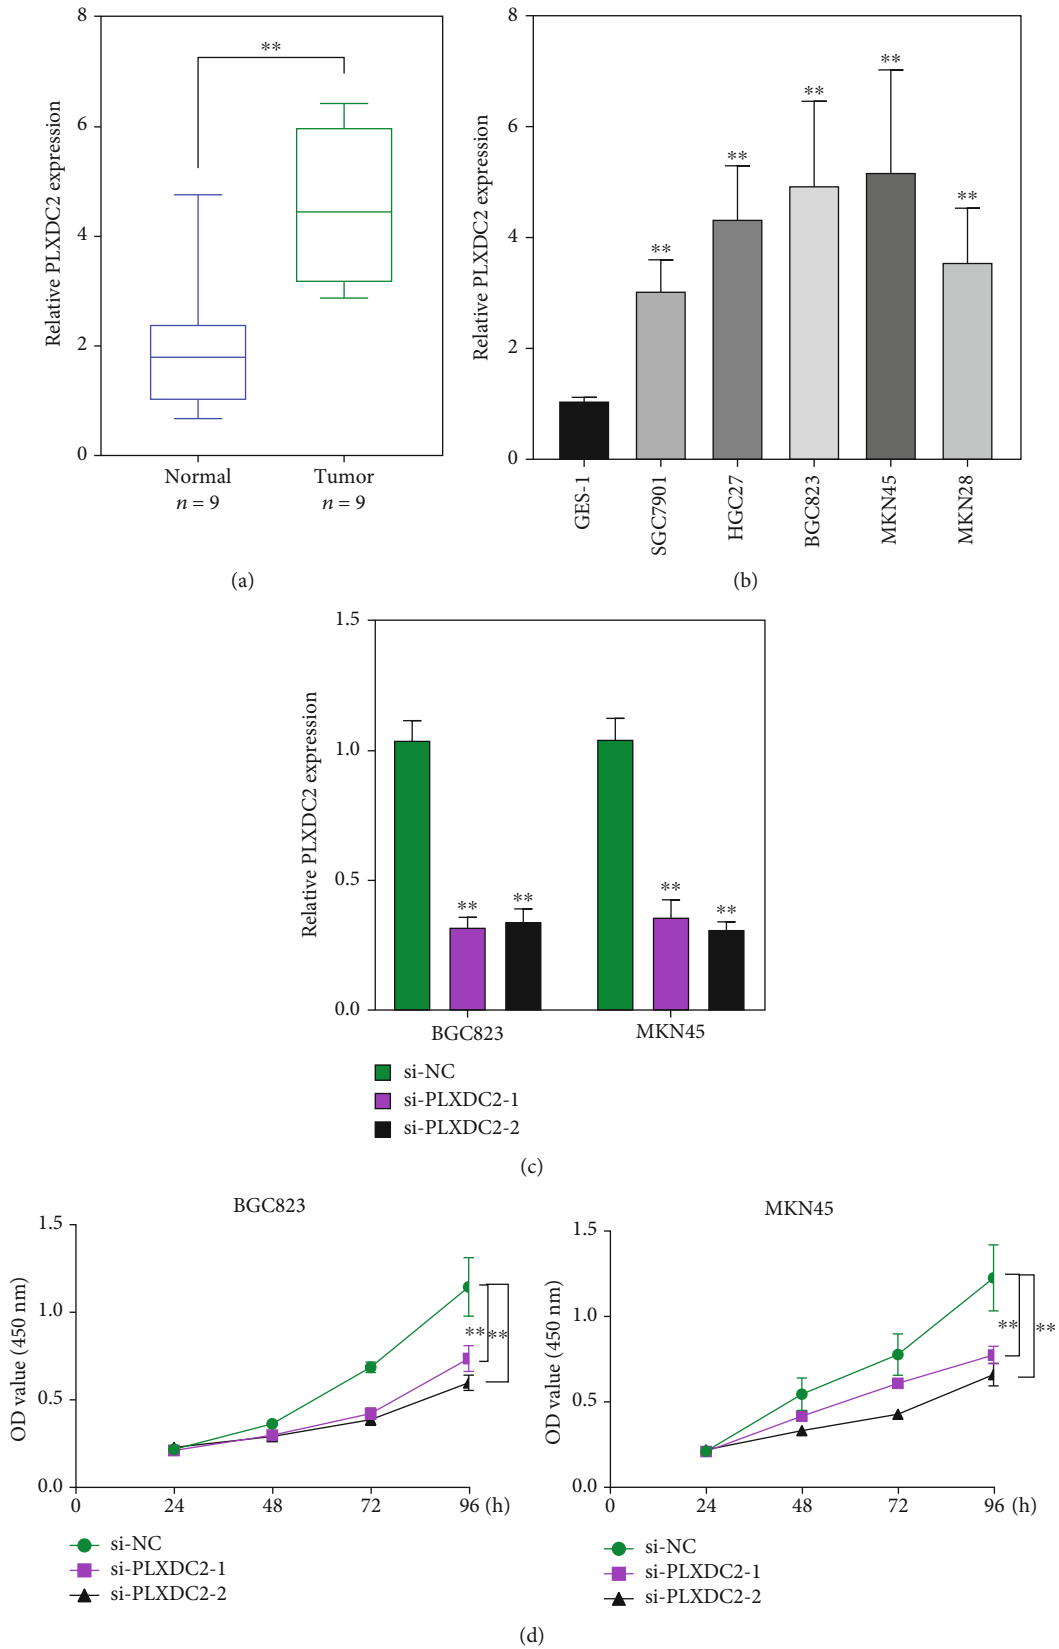 Relative PLXDC2 expression
8
6
4
2
0
**
Normal
n = 9
Tumor
n = 9
(a)
Relative PLXDC2 expression
8
6
4
2
0
**
**
**
**
**
GES-1
SGC7901
HGC27
BGC823
MKN45
MKN28
(b)
Relative PLXDC2 expression
1.5
1.0
0.5
0.0
**
**
**
**
BGC823
MKN45
si-NC
si-PLXDC2-1
si-PLXDC2-2
(c)
BGC823
OD value (450 nm)
1.5
1.0
0.5
0.0
**
**
0
24
48
72
96 (h)
si-NC
si-PLXDC2-1
si-PLXDC2-2
MKN45
OD value (450 nm)
1.5
1.0
0.5
0.0
**
**
0
24
48
72
96 (h)
si-NC
si-PLXDC2-1
si-PLXDC2-2
(d)